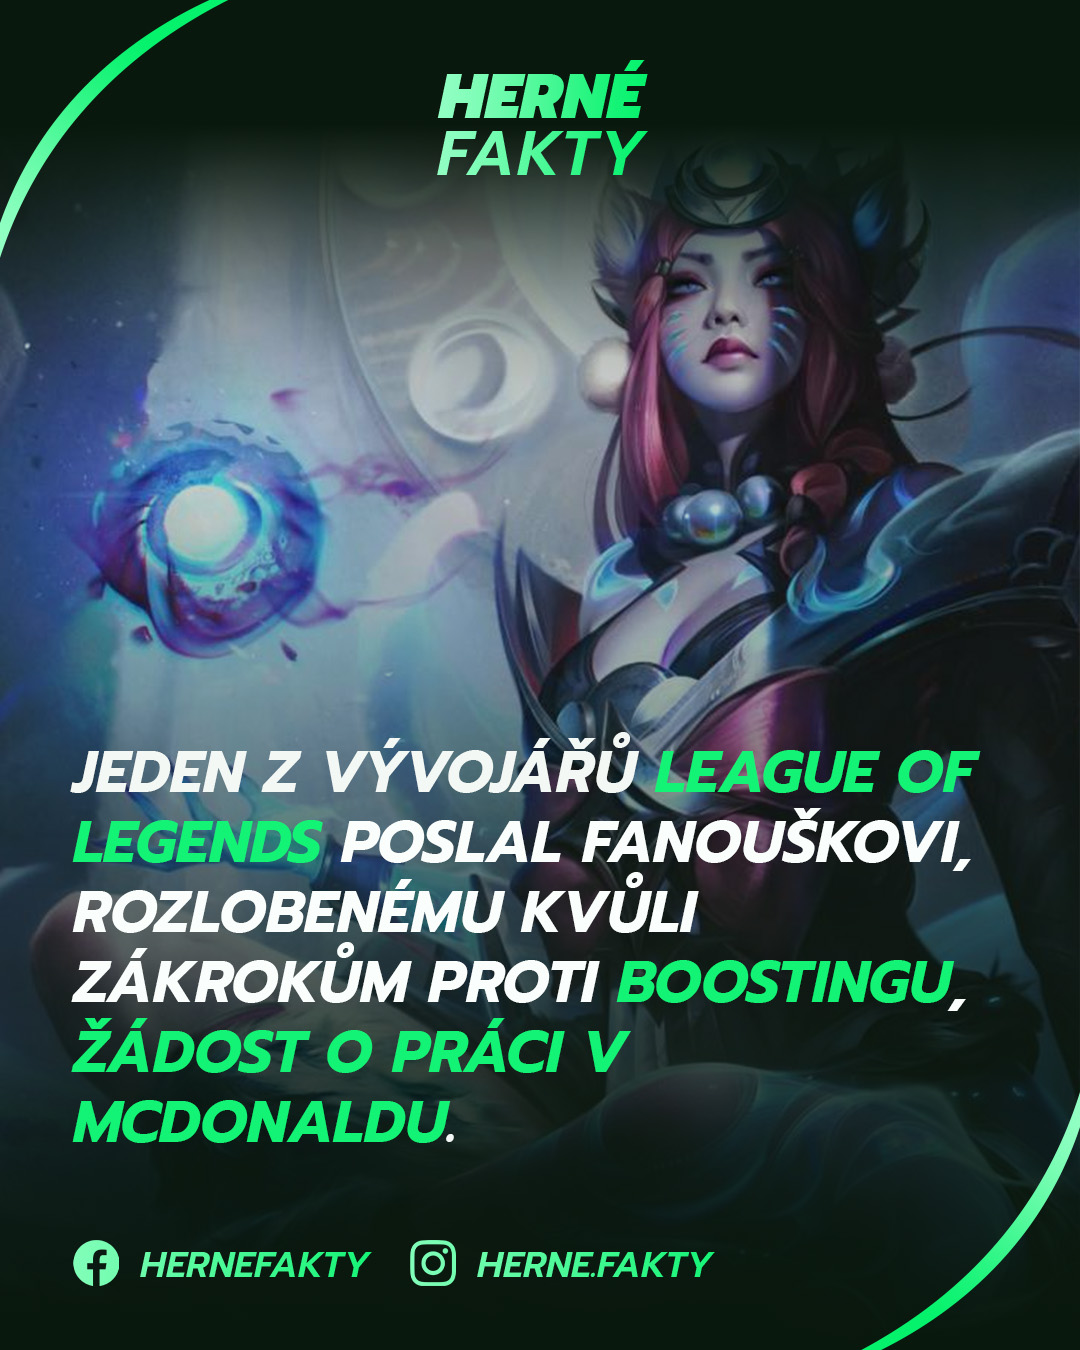 HERNÉ
FAKTY
JEDEN Z VÝVOJÁŘŮ LEAGUE OF
LEGENDS POSLAL FANOUŠKOVI,
ROZLOBENÉMU KVŮLI
ZÁKROKŮM PROTI BOOSTINGU,
ŽÁDOST O PRÁCI V
MCDONALDU.
HERNEFAKTY HERNE.FAKTY